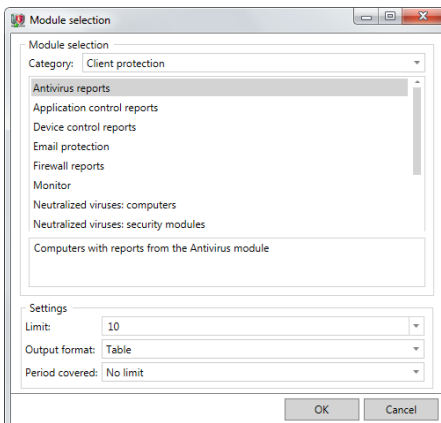 Module selection
Module selection
Category: Client protection
Antivirus reports
Application control reports
Device control reports
Email protection
Firewall reports
Monitor
Neutralized viruses: computers
Neutralized viruses: security modules
Computers with reports from the Antivirus module
Settings
Limit: 10
Output format: Table
Period covered: No limit
OK Cancel